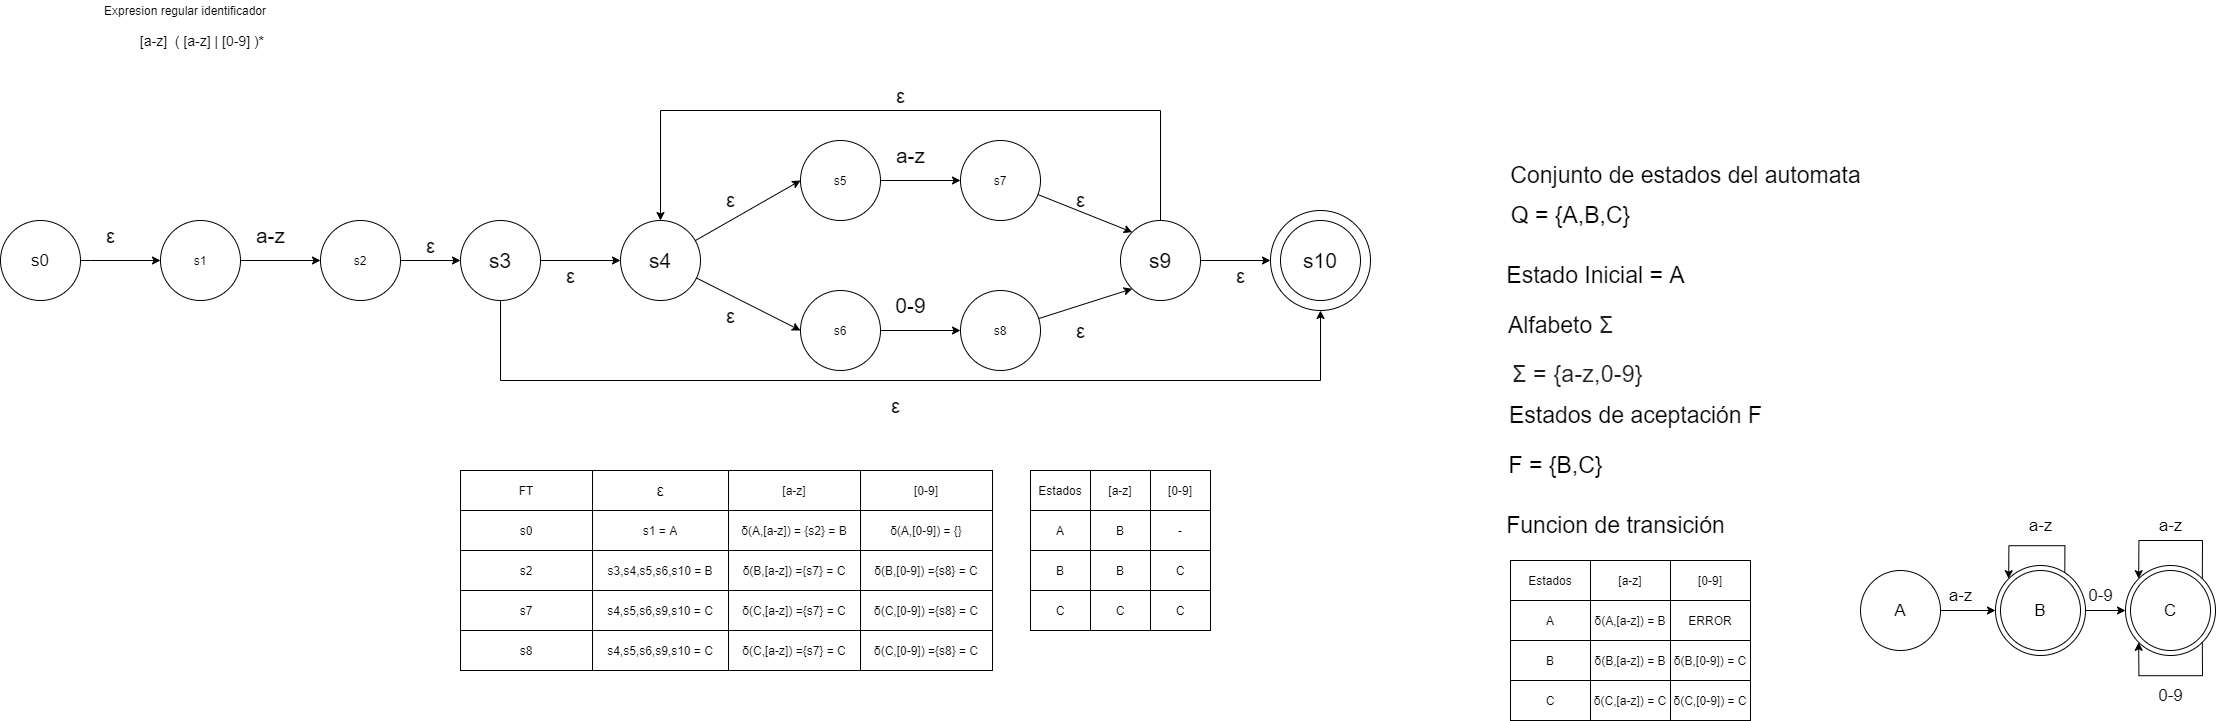 Expresion regular identificador
[a-z] ( [a-z] | [0-9] )*
ε
s0
ε
s1
a-z
s2
ε
s3
ε
s4
ε
s5
a-z
s7
ε
ε
s6
0-9
s8
ε
s9
ε
s10
ε
FT ε [a-z] [0-9]
s0 s1 = A δ(A,[a-z]) = {s2} = B δ(A,[0-9]) = {}
s2 s3,s4,s5,s6,s10 = B δ(B,[a-z]) ={s7} = C δ(B,[0-9]) ={s8} = C
s7 s4,s5,s6,s9,s10 = C δ(C,[a-z]) ={s7} = C δ(C,[0-9]) ={s8} = C
s8 s4,s5,s6,s9,s10 = C δ(C,[a-z]) ={s7} = C δ(C,[0-9]) ={s8} = C
Estados [a-z] [0-9]
A B -
B B C
C C C
Conjunto de estados del automata
Q = {A,B,C}
Estado Inicial = A
Alfabeto Σ
Σ = {a-z,0-9}
Estados de aceptación F
F = {B,C}
Funcion de transición
Estados [a-z] [0-9]
A δ(A,[a-z]) = B ERROR
B δ(B,[a-z]) = B δ(B,[0-9]) = C
C δ(C,[a-z]) = C δ(C,[0-9]) = C
a-z
a-z
A
a-z
B
0-9
C
0-9